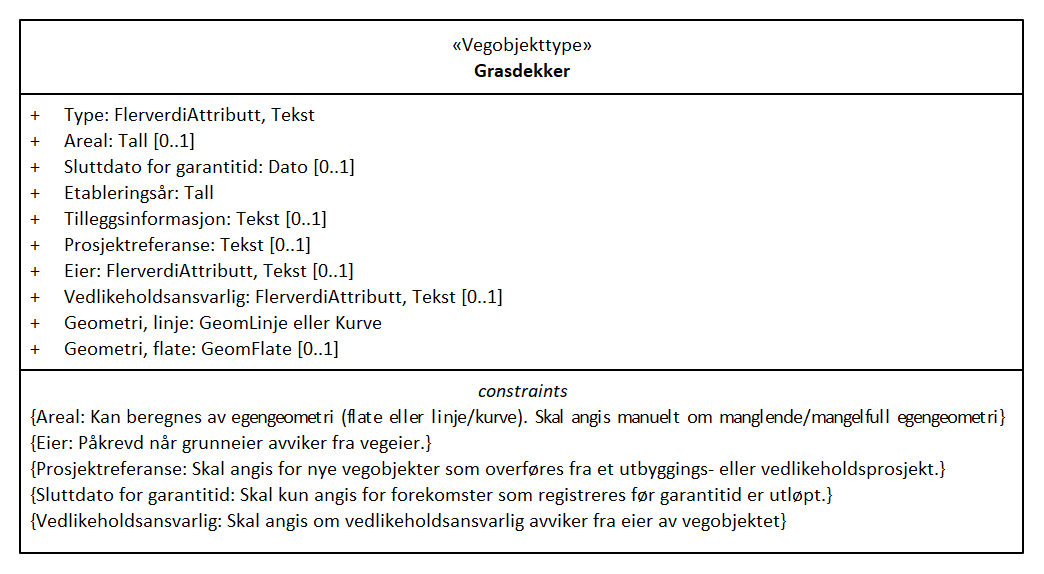 «Vegobjekttype»
Grasdekker
+ Type: FlerverdiAttributt, Tekst
+ Areal: Tall [0..1]
+ Sluttdato for garantitid: Dato [0..1]
+ Etableringsår: Tall
+ Tilleggsinformasjon: Tekst [0..1]
+ Prosjektreferanse: Tekst [0..1]
+ Eier: FlerverdiAttributt, Tekst [0..1]
+ Vedlikeholdsansvarlig: FlerverdiAttributt, Tekst [0..1]
+ Geometri, linje: GeomLinje eller Kurve
+ Geometri, flate: GeomFlate [0..1]
constraints
{Areal: Kan beregnes av egengeometri (flate eller linje/kurve). Skal angis manuelt om manglende/mangelfull egengeometri}
{Eier: Påkrevd når grunneier avviker fra vegeier.}
{Prosjektreferanse: Skal angis for nye vegobjekter som overføres fra et utbyggings- eller vedlikeholdsprosjekt.}
{Sluttdato for garantitid: Skal kun angis for forekomster som registreres før garantitid er utløpt.}
{Vedlikeholdsansvarlig: Skal angis om vedlikeholdsansvarlig avviker fra eier av vegobjektet}